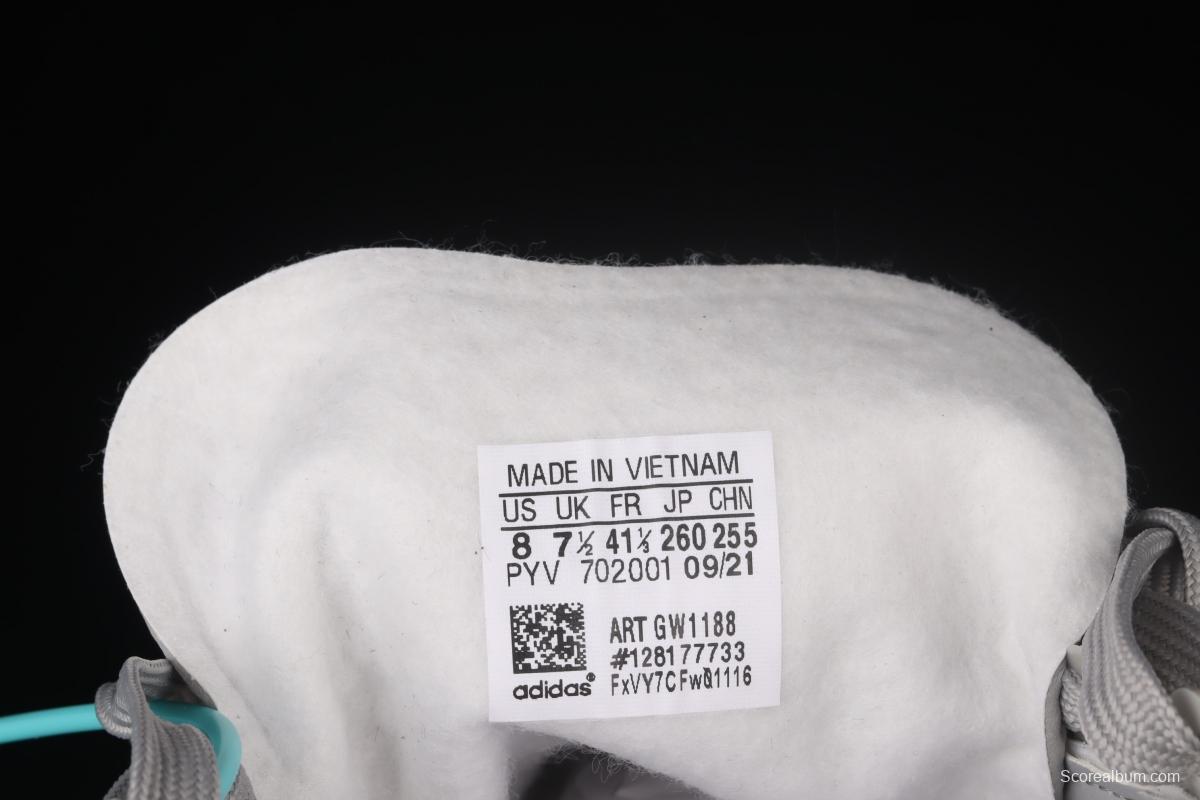 MADE IN VIETNAM
US UK FR JP CHN
8 7½ 41⅓ 260 255
PYV 702001 09/21
ART GW1188
#128177733
FxVY7CFwQ1116
adidas®
Scorealbum.com